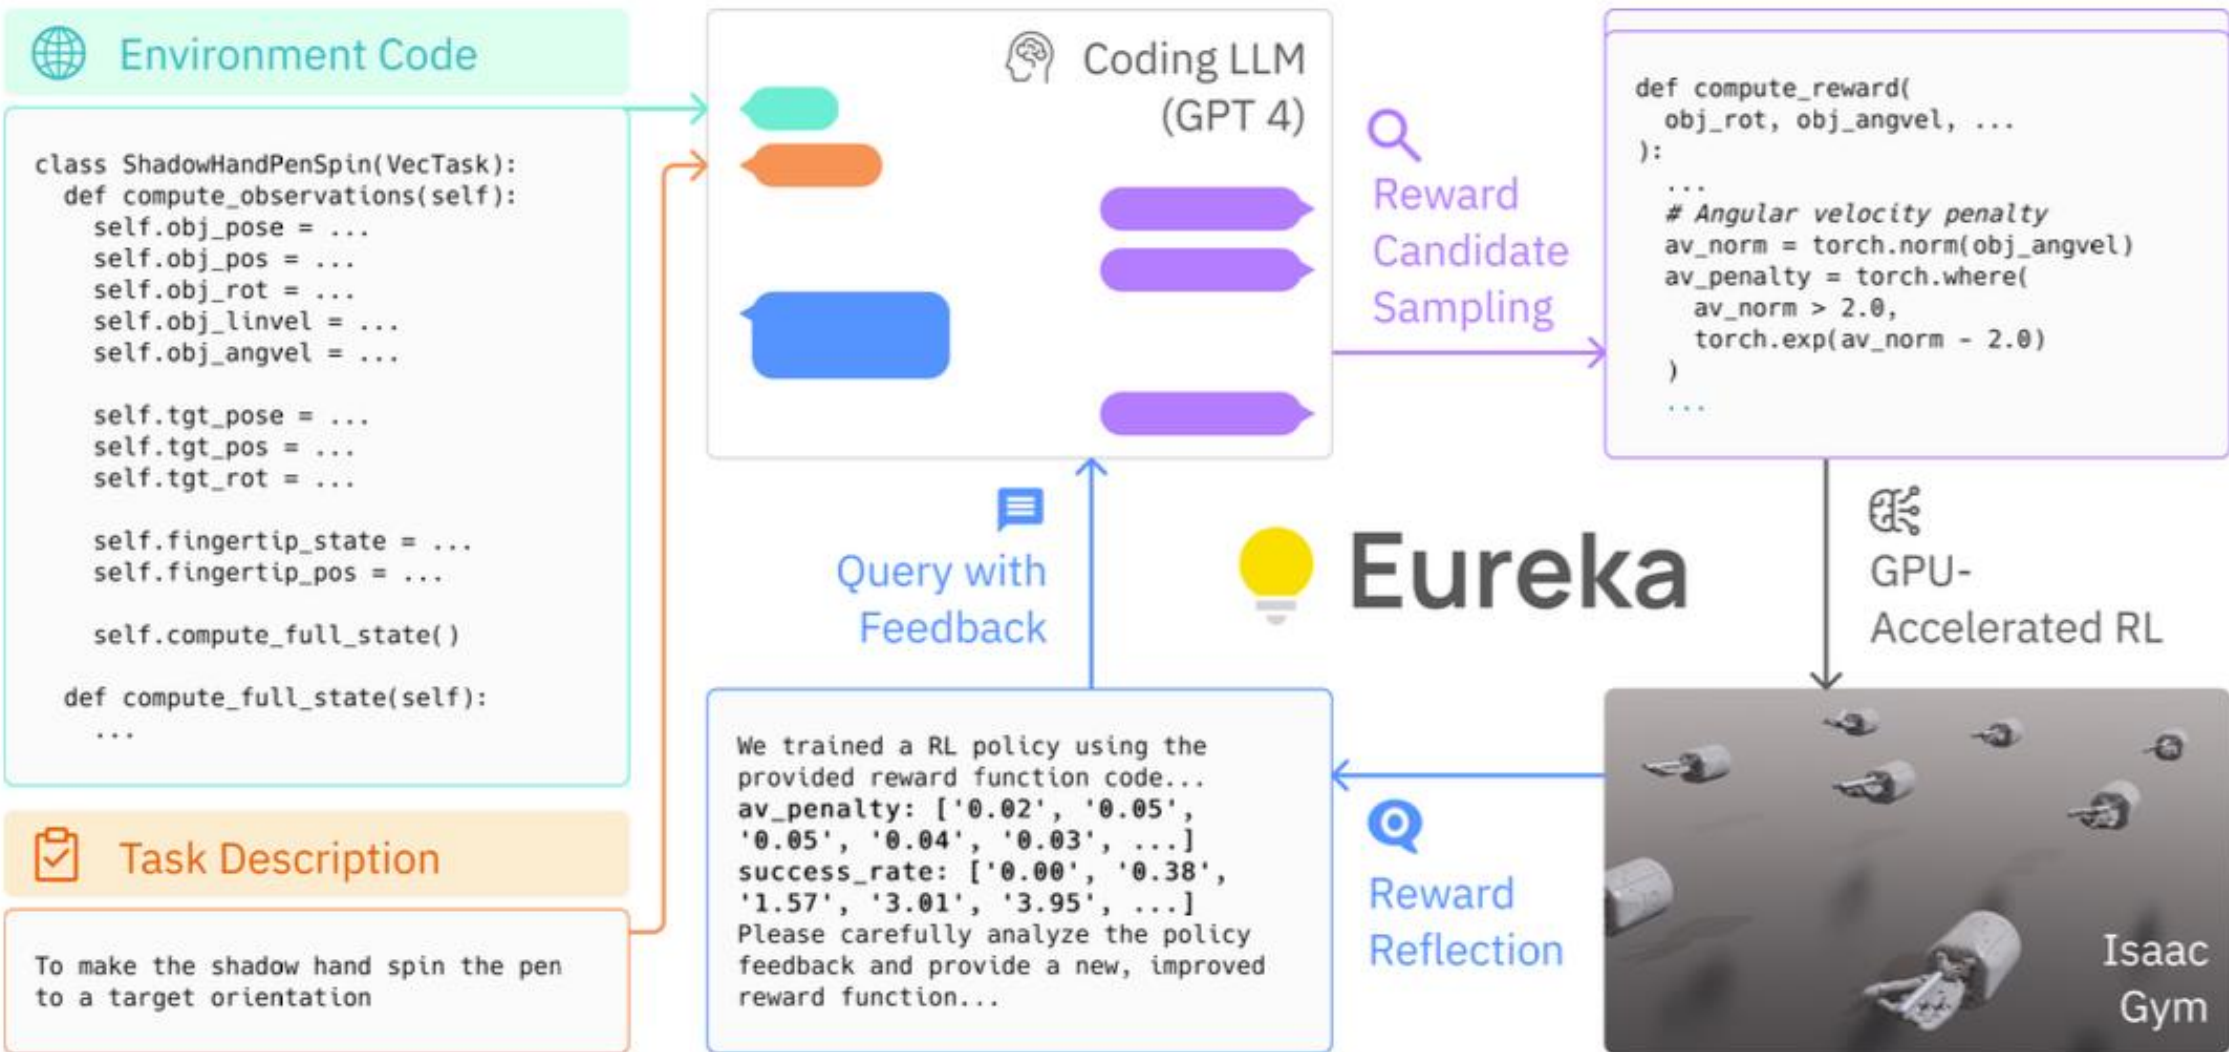 Environment Code
class ShadowHandPenSpin(VecTask):
  def compute_observations(self):
    self.obj_pose = ...
    self.obj_pos = ...
    self.obj_rot = ...
    self.obj_linvel = ...
    self.obj_angvel = ...
    self.tgt_pose = ...
    self.tgt_pos = ...
    self.tgt_rot = ...
    self.fingertip_state = ...
    self.fingertip_pos = ...
    self.compute_full_state()
  def compute_full_state(self):
    ...
Task Description
To make the shadow hand spin the pen
to a target orientation
Coding LLM
(GPT 4)
Reward
Candidate
Sampling
def compute_reward(
  obj_rot, obj_angvel, ...
):
  ...
  # Angular velocity penalty
  av_norm = torch.norm(obj_angvel)
  av_penalty = torch.where(
    av_norm > 2.0,
    torch.exp(av_norm - 2.0)
  )
  ...
Query with
Feedback
Eureka
GPU-
Accelerated RL
We trained a RL policy using the
provided reward function code...
av_penalty: ['0.02', '0.05',
'0.05', '0.04', '0.03', ...]
success_rate: ['0.00', '0.38',
'1.57', '3.01', '3.95', ...]
Please carefully analyze the policy
feedback and provide a new, improved
reward function...
Reward
Reflection
Isaac
Gym